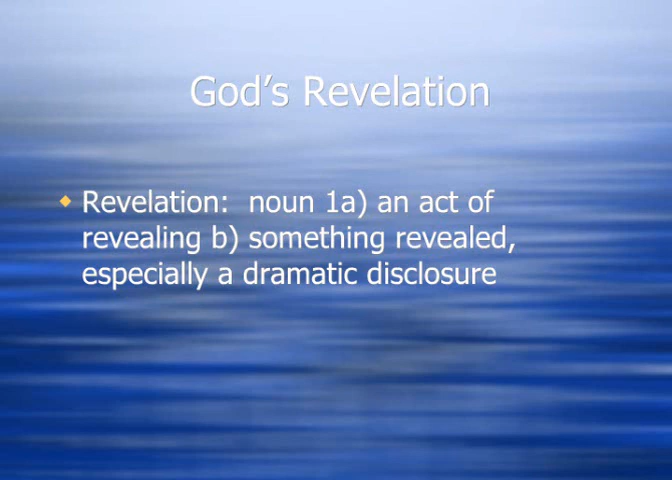 God’s Revelation
Revelation:  noun 1a) an act of
revealing b) something revealed,
especially a dramatic disclosure